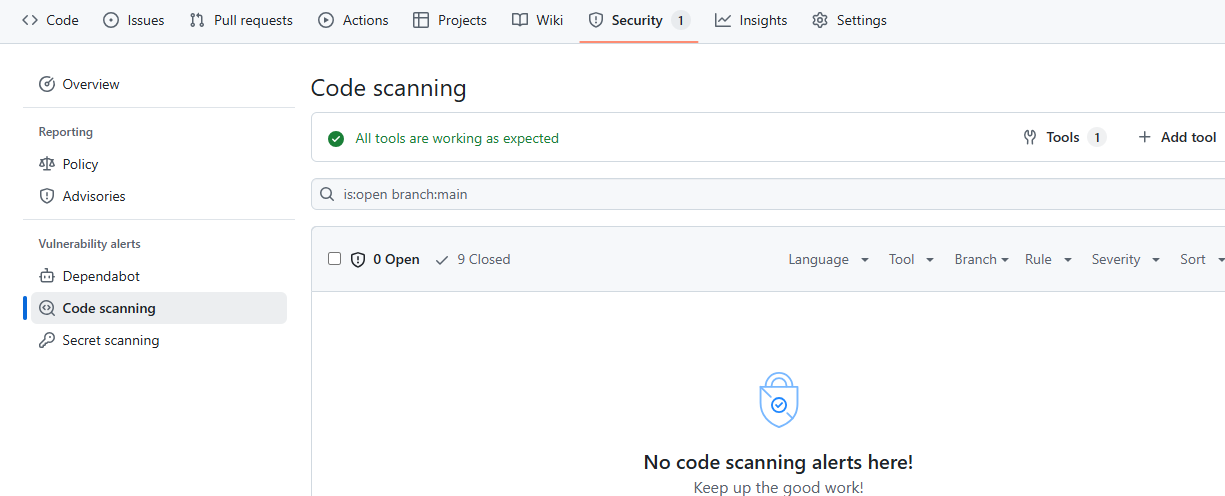 Code Issues Pull requests Actions Projects Wiki Security 1 Insights Settings
Overview
Reporting
Policy
Advisories
Vulnerability alerts
Dependabot
Code scanning
Secret scanning
Code scanning
All tools are working as expected Tools 1 Add tool
is:open branch:main
0 Open 9 Closed Language Tool Branch Rule Severity Sort
No code scanning alerts here!
Keep up the good work!